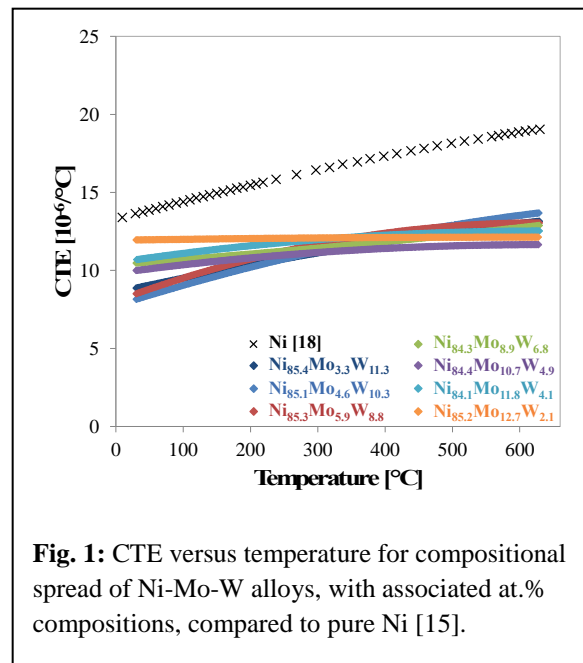 25
20
15
10
5
0
CTE [10⁻⁶/°C]
× Ni [18]
Ni₈₅.₄Mo₃.₃W₁₁.₃
Ni₈₅.₁Mo₄.₆W₁₀.₃
Ni₈₅.₃Mo₅.₉W₈.₈
Ni₈₄.₃Mo₈.₉W₆.₈
Ni₈₄.₄Mo₁₀.₇W₄.₉
Ni₈₄.₁Mo₁₁.₈W₄.₁
Ni₈₅.₂Mo₁₂.₇W₂.₁
0 100 200 300 400 500 600
Temperature [°C]
Fig. 1: CTE versus temperature for compositional
spread of Ni-Mo-W alloys, with associated at.%
compositions, compared to pure Ni [15].